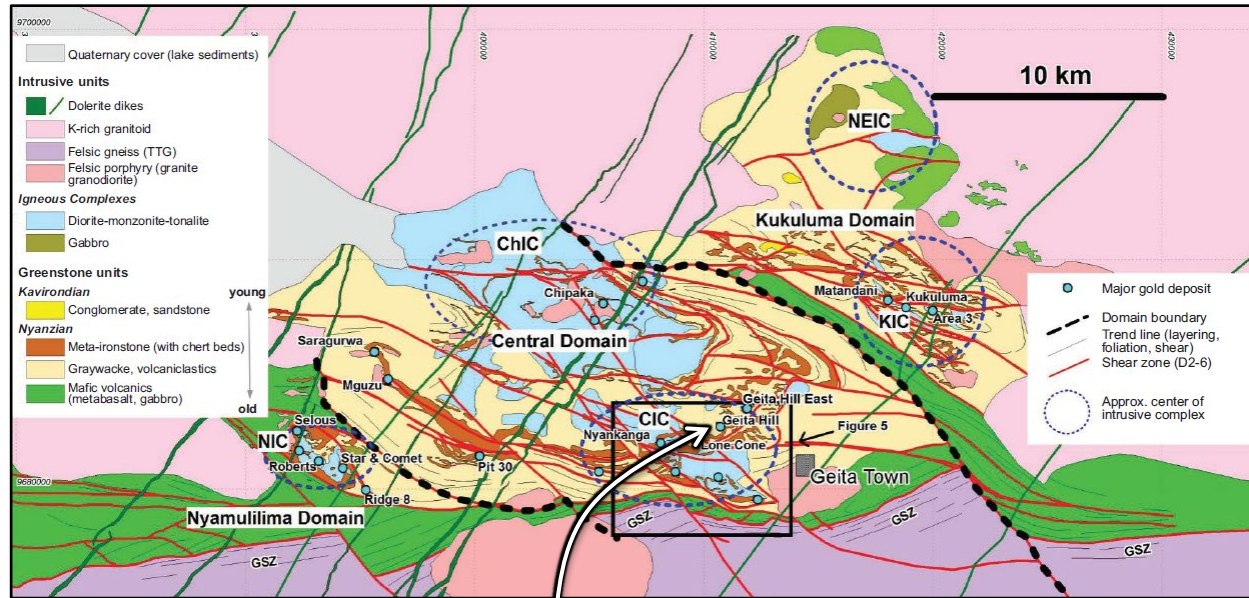 9700000
400000
410000
420000
430000
10 km
Quaternary cover (lake sediments)
Intrusive units
Dolerite dikes
K-rich granitoid
Felsic gneiss (TTG)
Felsic porphyry (granite
granodiorite)
Igneous Complexes
Diorite-monzonite-tonalite
Gabbro
Greenstone units
Kavirondian
Conglomerate, sandstone
Nyanzian
Meta-ironstone (with chert beds)
Graywacke, volcaniclastics
Mafic volcanics
(metabasalt, gabbro)
young
old
NEIC
Kukuluma Domain
ChIC
Chipaka
Central Domain
Matandani
Kukuluma
KIC
Area 3
Major gold deposit
Domain boundary
Trend line (layering,
foliation, shear)
Shear zone (D2-6)
Approx. center of
intrusive complex
Saragurwa
Mguzu
Geita Hill East
CIC
Geita Hill
Nyankanga
Lone Cone
Figure 5
Selous
NIC
Roberts
Star & Comet
Pit 30
Geita Town
Ridge 8
9680000
Nyamulilima Domain
GSZ
GSZ
GSZ
GSZ